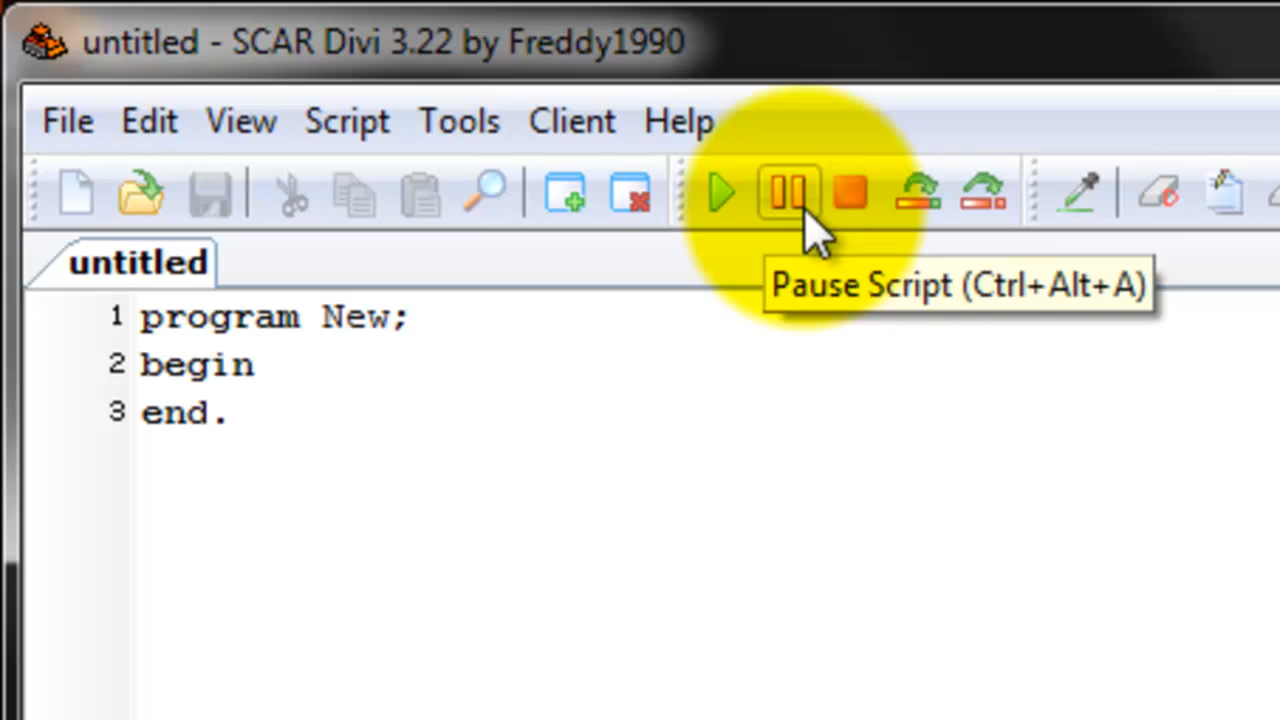 untitled - SCAR Divi 3.22 by Freddy1990
File Edit View Script Tools Client Help
Pause Script (Ctrl+Alt+A)
untitled
1 program New;
2 begin
3 end.